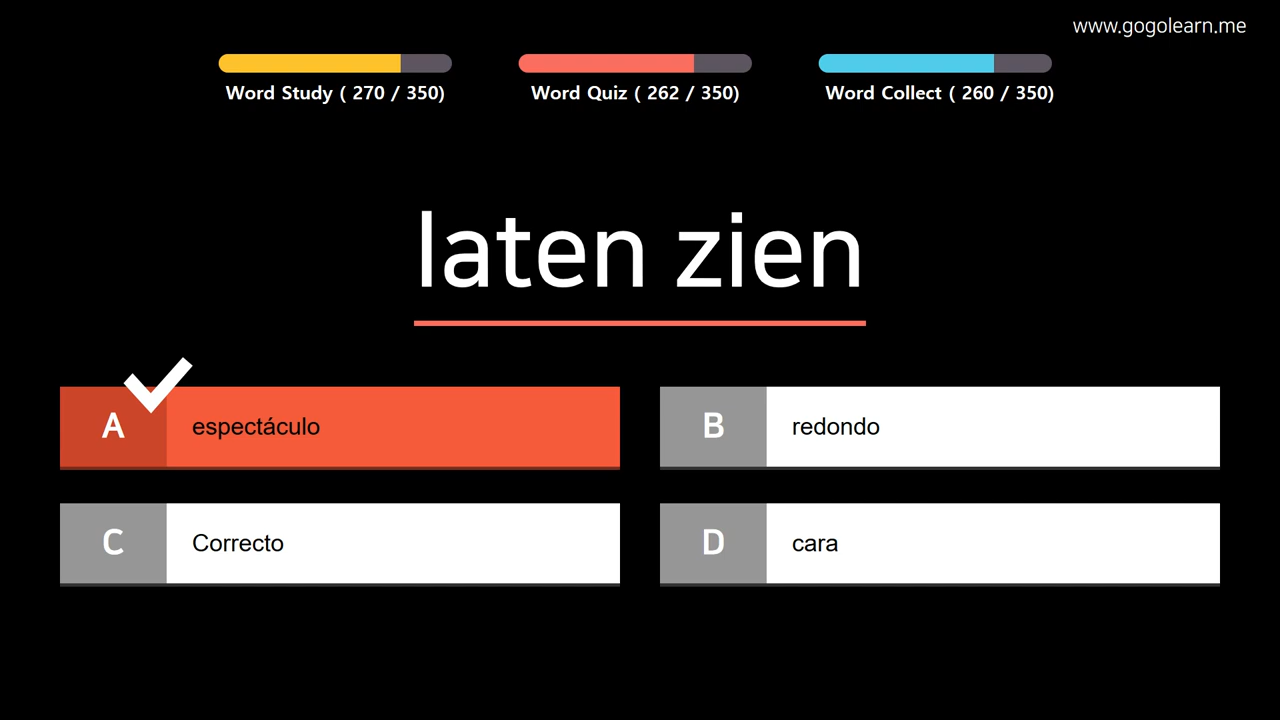 www.gogolearn.me
Word Study ( 270 / 350)
Word Quiz ( 262 / 350)
Word Collect ( 260 / 350)
laten zien
A espectáculo
B redondo
C Correcto
D cara